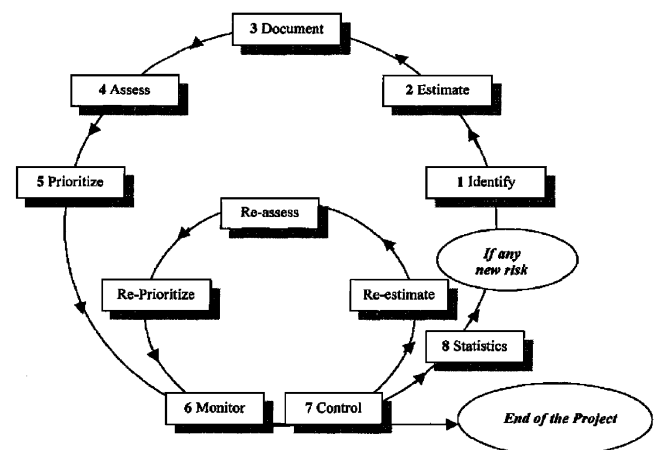 3 Document
4 Assess
2 Estimate
5 Prioritize
1 Identify
Re-assess
If any
new risk
Re-Prioritize
Re-estimate
8 Statistics
6 Monitor
7 Control
End of the Project